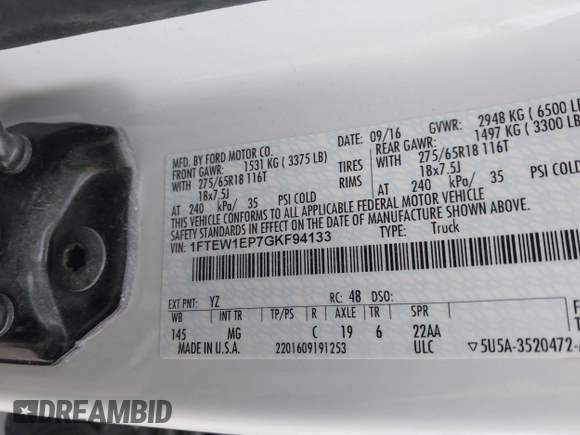 MFD. BY FORD MOTOR CO.
DATE: 09/16 GVWR: 2948 KG ( 6500 LB
FRONT GAWR: 1531 KG ( 3375 LB)
REAR GAWR: 1497 KG ( 3300 LB)
WITH 275/65R18 116T TIRES WITH 275/65R18 116T
18x7.5J RIMS 18x7.5J
AT 240 kPa/ 35 PSI COLD AT 240 kPa/ 35 PSI COLD
THIS VEHICLE CONFORMS TO ALL APPLICABLE FEDERAL MOTOR VEHICLE
SAFETY STANDARDS IN EFFECT ON THE DATE OF MANUFACTURE SHOWN ABOVE.
VIN: 1FTEW1EP7GKF94133 TYPE: Truck
EXT PNT: YZ RC: 48 DSO:
WB INT TR TP/PS R AXLE TR SPR
145 MG C 19 6 22AA
MADE IN U.S.A. 2201609191253 ULC ▽5U5A-3520472-
DREAMBID